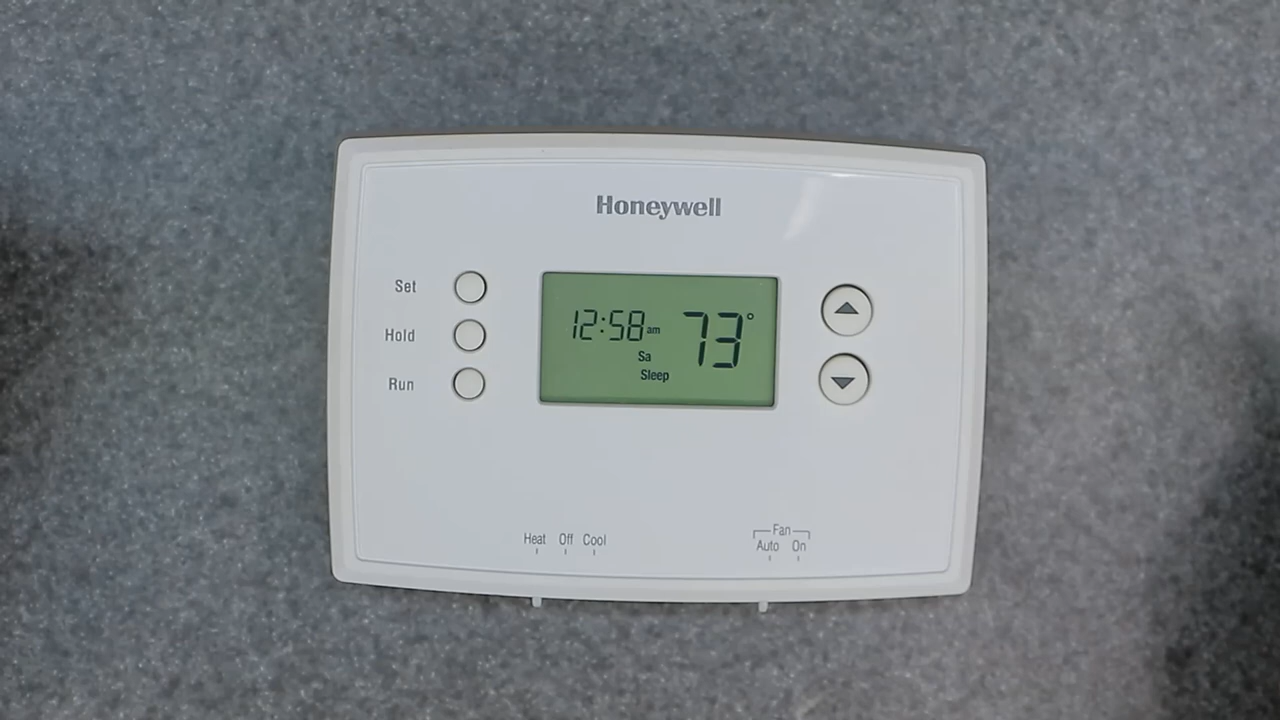 Honeywell
Set
Hold
Run
12:58 am 73°
Sa
Sleep
Heat Off Cool
Fan
Auto On